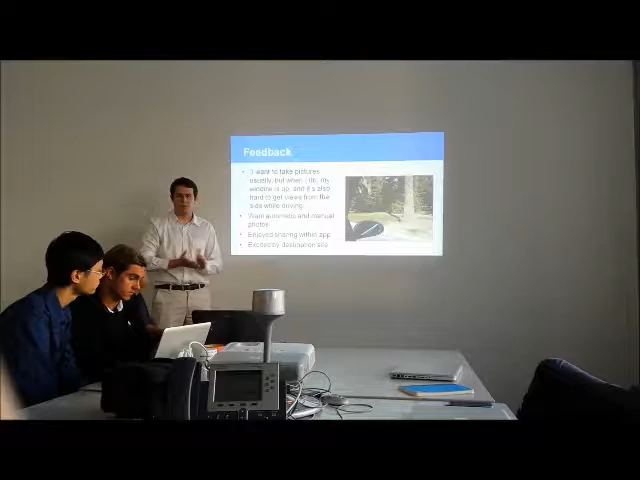 Feedback
• "I want to take pictures
usually, but when I do, my
window is up, and it's also
hard to get views from the
side while driving.
• Want automatic and manual
photos.
• Enjoyed sharing within app
• Excited by destination site